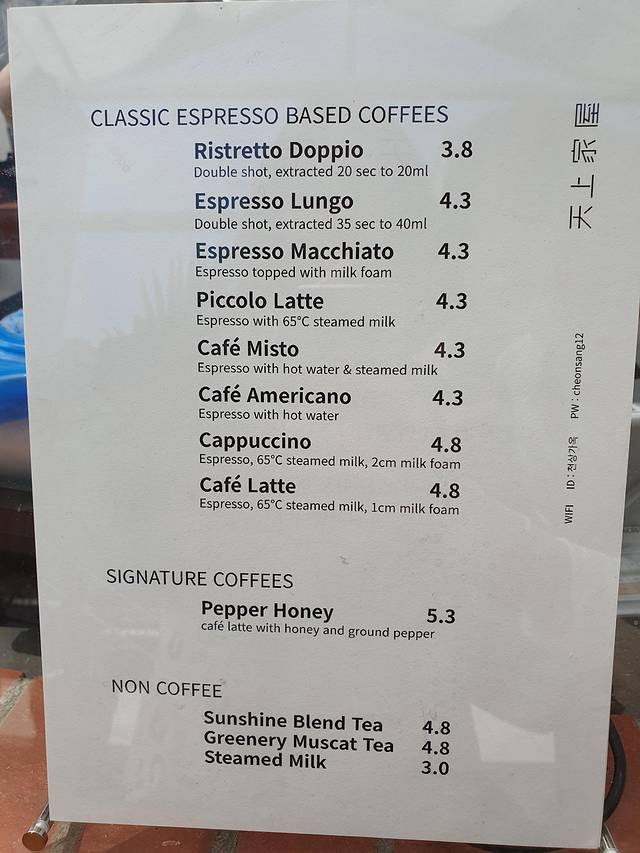 CLASSIC ESPRESSO BASED COFFEES
Ristretto Doppio 3.8
Double shot, extracted 20 sec to 20ml
Espresso Lungo 4.3
Double shot, extracted 35 sec to 40ml
Espresso Macchiato 4.3
Espresso topped with milk foam
Piccolo Latte 4.3
Espresso with 65°C steamed milk
Café Misto 4.3
Espresso with hot water & steamed milk
Café Americano 4.3
Espresso with hot water
Cappuccino 4.8
Espresso, 65°C steamed milk, 2cm milk foam
Café Latte 4.8
Espresso, 65°C steamed milk, 1cm milk foam
SIGNATURE COFFEES
Pepper Honey 5.3
café latte with honey and ground pepper
NON COFFEE
Sunshine Blend Tea 4.8
Greenery Muscat Tea 4.8
Steamed Milk 3.0
天上家屋
WIFI ID : 천상가옥 PW : cheonsang12